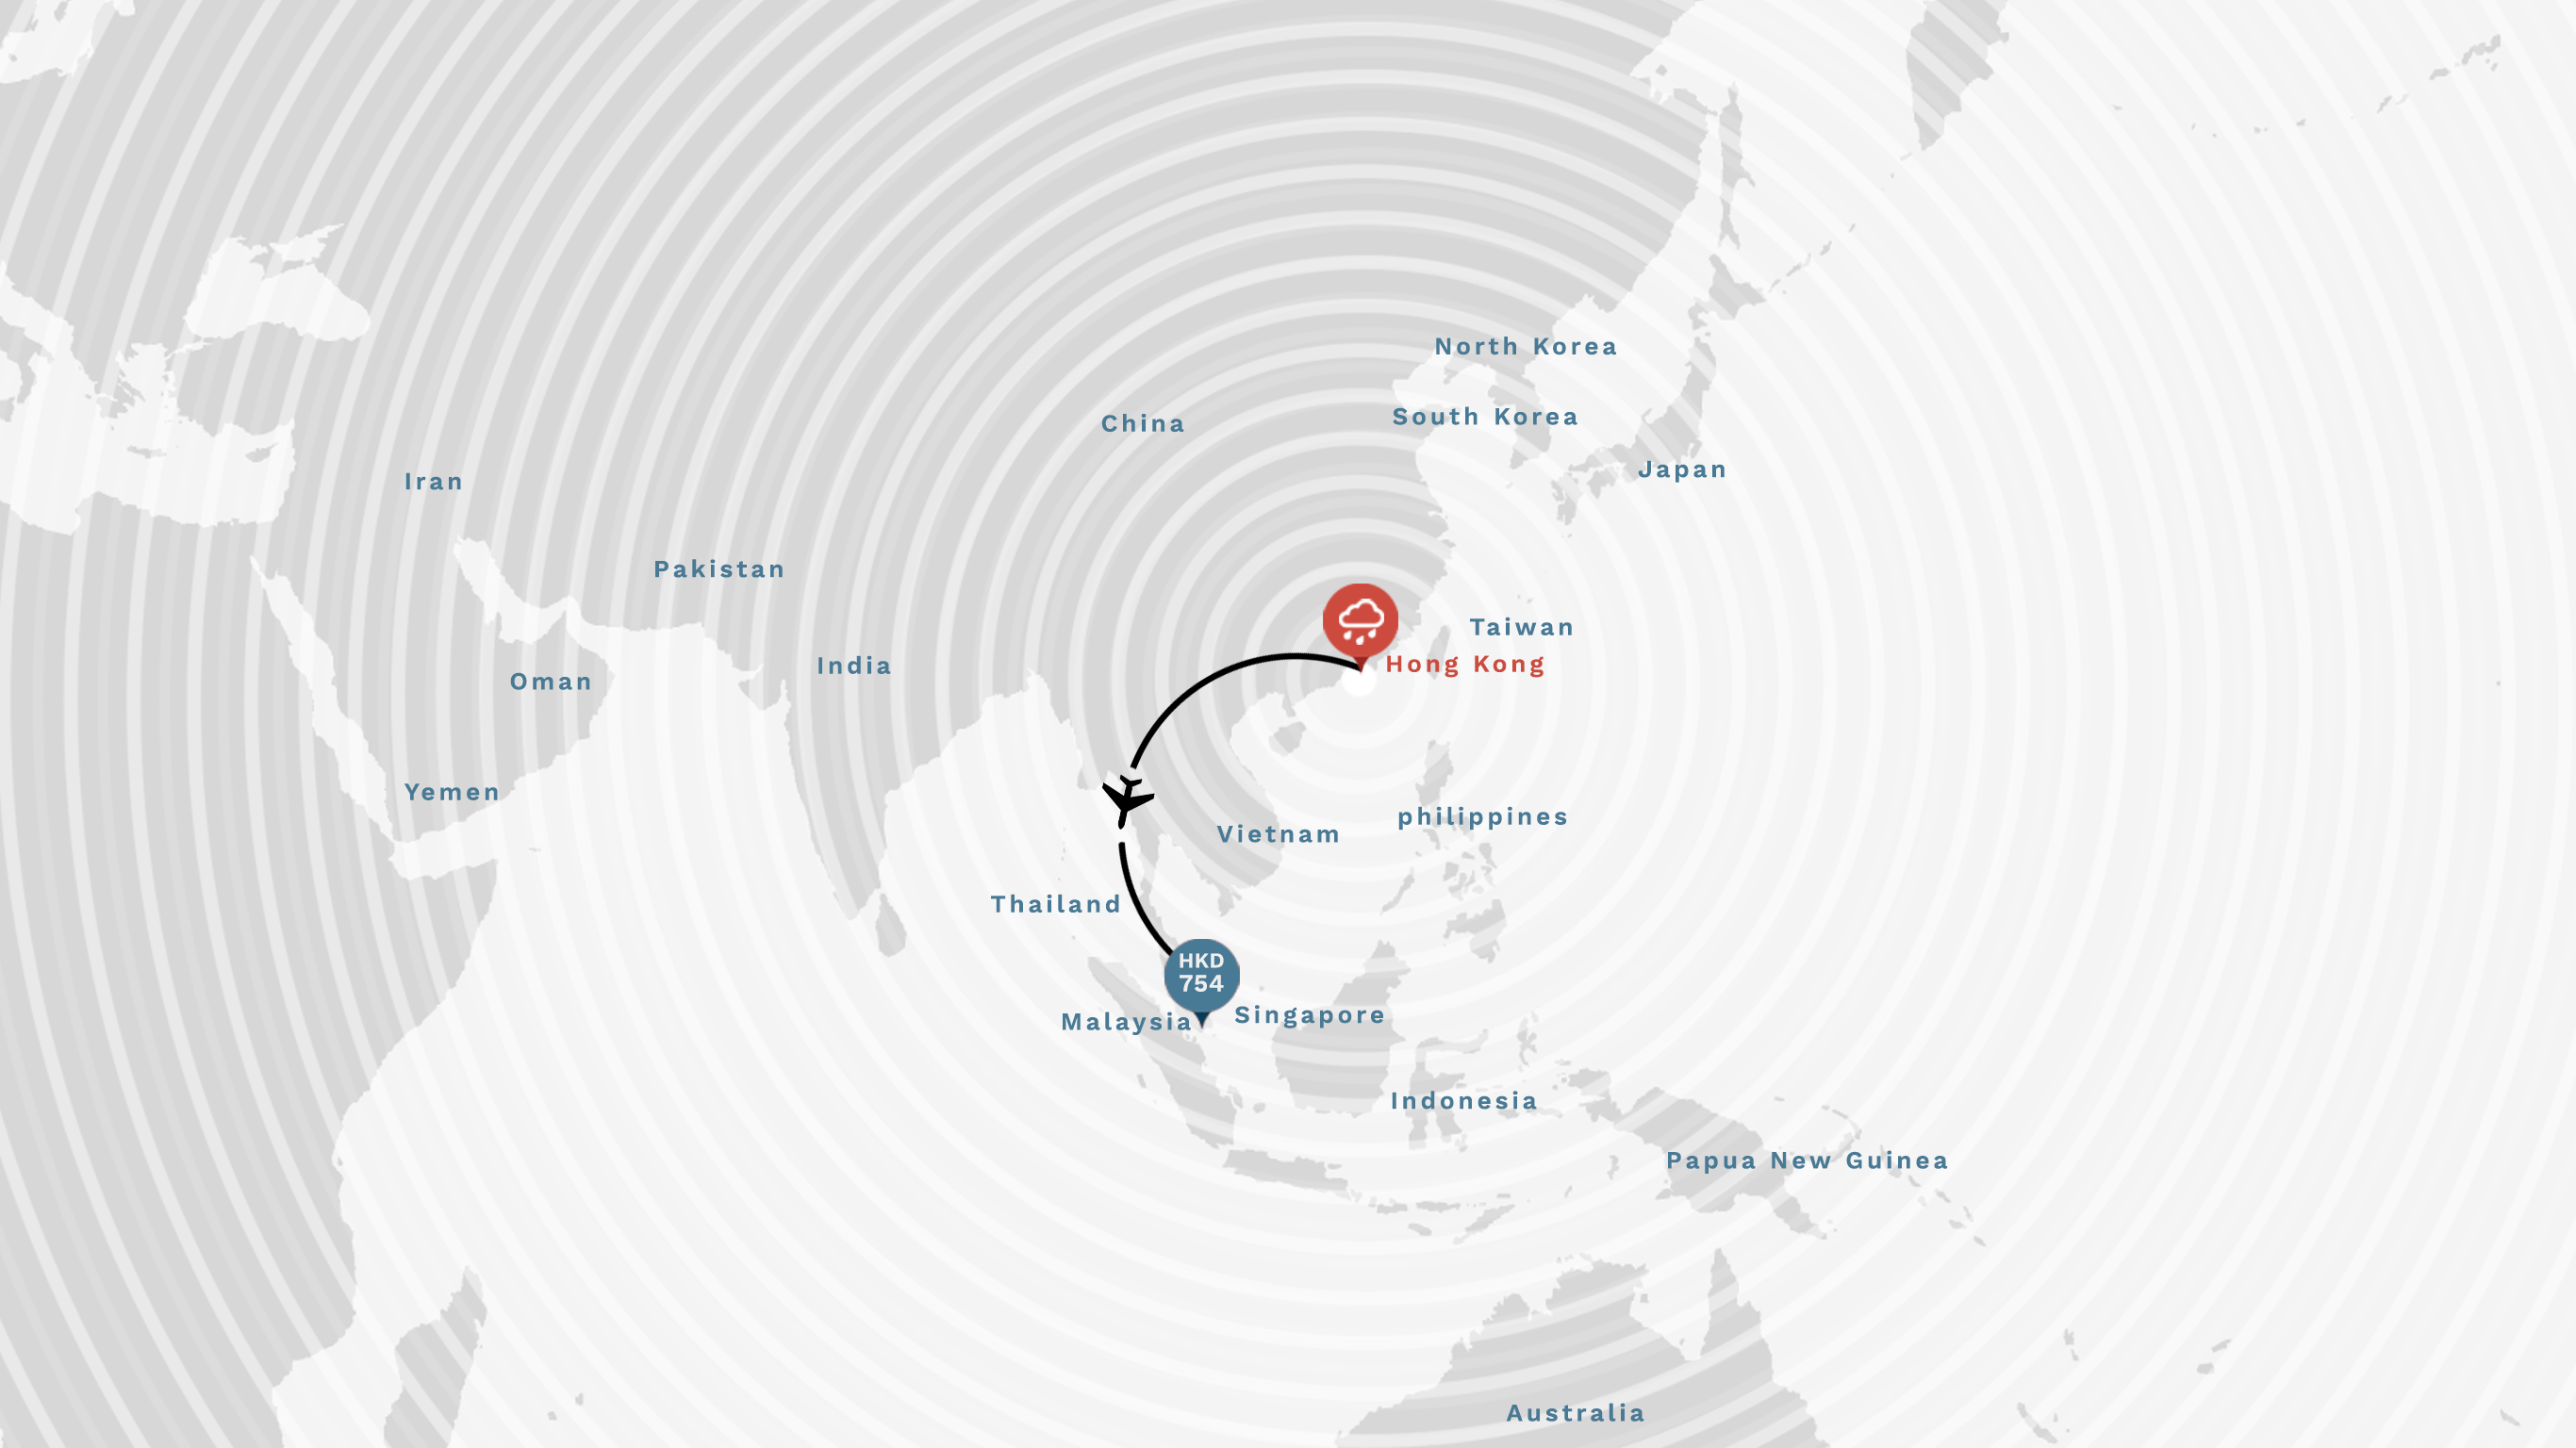 North Korea
South Korea
China
Japan
Iran
Pakistan
Taiwan
Hong Kong
India
Oman
Yemen
philippines
Vietnam
Thailand
HKD
754
Singapore
Malaysia
Indonesia
Papua New Guinea
Australia